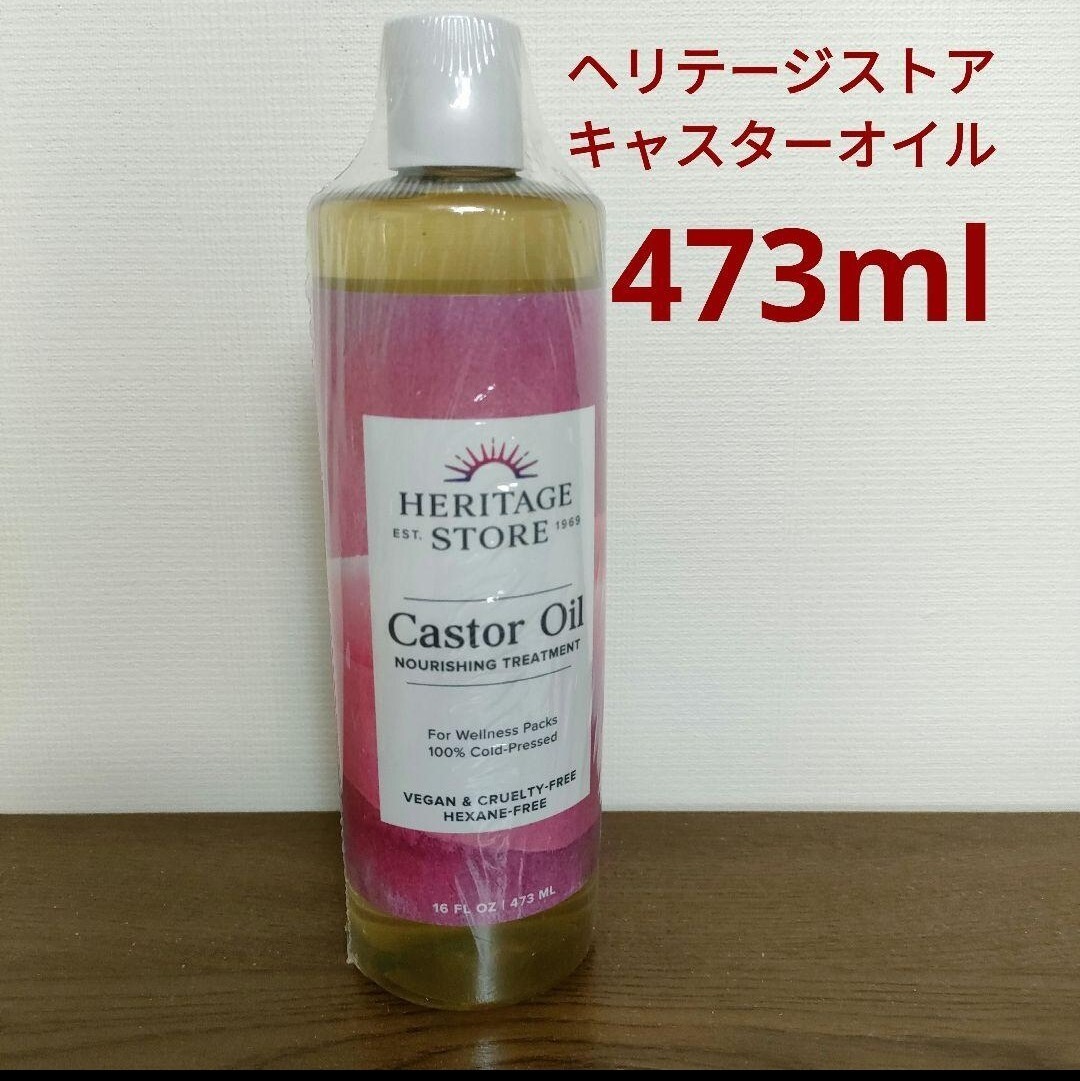 ヘリテージストア
キャスターオイル
473ml
HERITAGE
EST. STORE 1969
Castor Oil
NOURISHING TREATMENT
For Wellness Packs
100% Cold-Pressed
VEGAN & CRUELTY-FREE
HEXANE-FREE
16 FL OZ | 473 ML